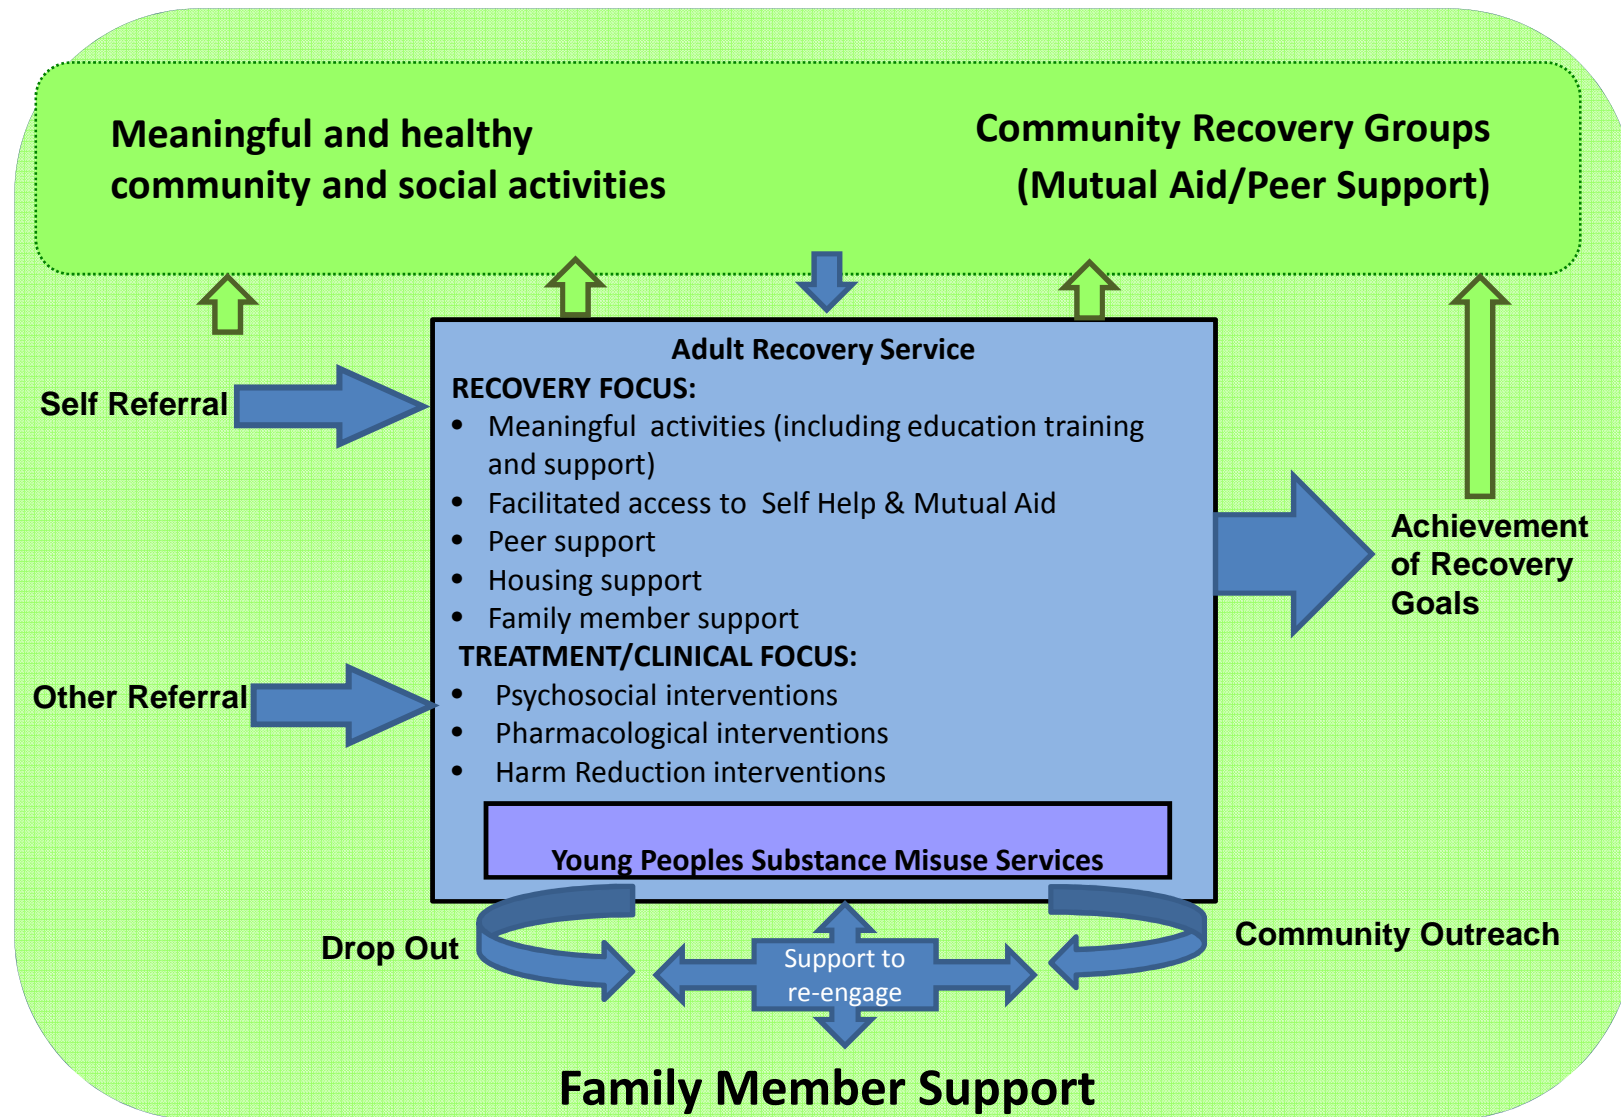 Meaningful and healthy
community and social activities
Community Recovery Groups
(Mutual Aid/Peer Support)
Adult Recovery Service
RECOVERY FOCUS:
• Meaningful activities (including education training
and support)
• Facilitated access to Self Help & Mutual Aid
• Peer support
• Housing support
• Family member support
TREATMENT/CLINICAL FOCUS:
• Psychosocial interventions
• Pharmacological interventions
• Harm Reduction interventions
Young Peoples Substance Misuse Services
Self Referral
Other Referral
Achievement
of Recovery
Goals
Drop Out
Support to
re-engage
Community Outreach
Family Member Support